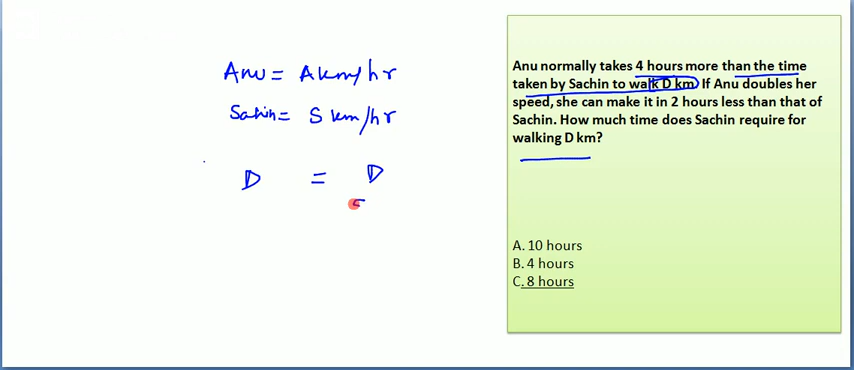 Anu = A km/hr
Sachin = S km/hr
D = D
Anu normally takes 4 hours more than the time
taken by Sachin to walk D km. If Anu doubles her
speed, she can make it in 2 hours less than that of
Sachin. How much time does Sachin require for
walking D km?
A. 10 hours
B. 4 hours
C. 8 hours